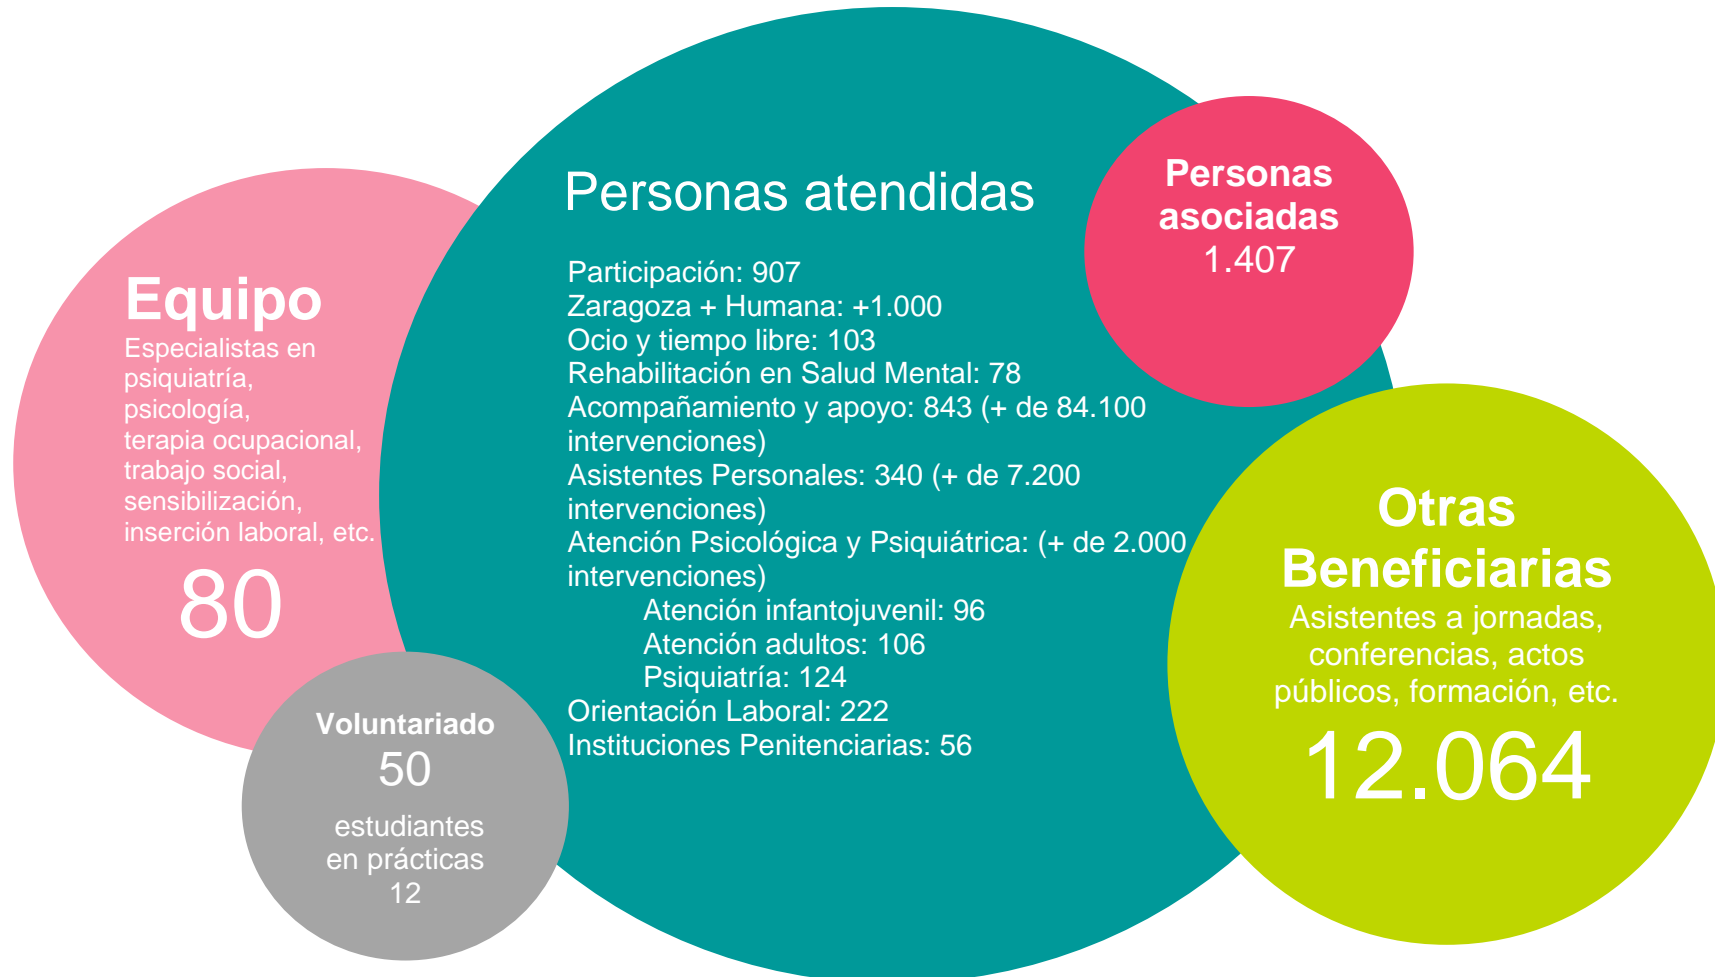 Equipo
Especialistas en
psiquiatría,
psicología,
terapia ocupacional,
trabajo social,
sensibilización,
inserción laboral, etc.
80
Voluntariado
50
estudiantes
en prácticas
12
Personas atendidas
Participación: 907
Zaragoza + Humana: +1.000
Ocio y tiempo libre: 103
Rehabilitación en Salud Mental: 78
Acompañamiento y apoyo: 843 (+ de 84.100
intervenciones)
Asistentes Personales: 340 (+ de 7.200
intervenciones)
Atención Psicológica y Psiquiátrica: (+ de 2.000
intervenciones)
Atención infantojuvenil: 96
Atención adultos: 106
Psiquiatría: 124
Orientación Laboral: 222
Instituciones Penitenciarias: 56
Personas
asociadas
1.407
Otras
Beneficiarias
Asistentes a jornadas,
conferencias, actos
públicos, formación, etc.
12.064